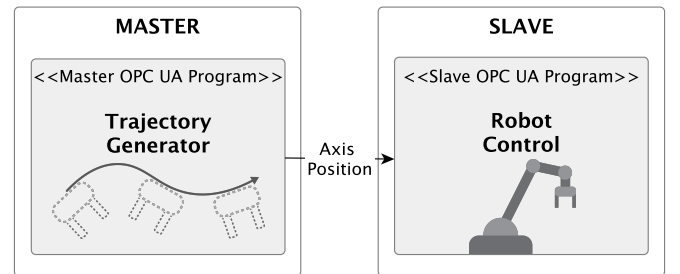 MASTER
<<Master OPC UA Program>>
Trajectory
Generator
Axis
Position
SLAVE
<<Slave OPC UA Program>>
Robot
Control